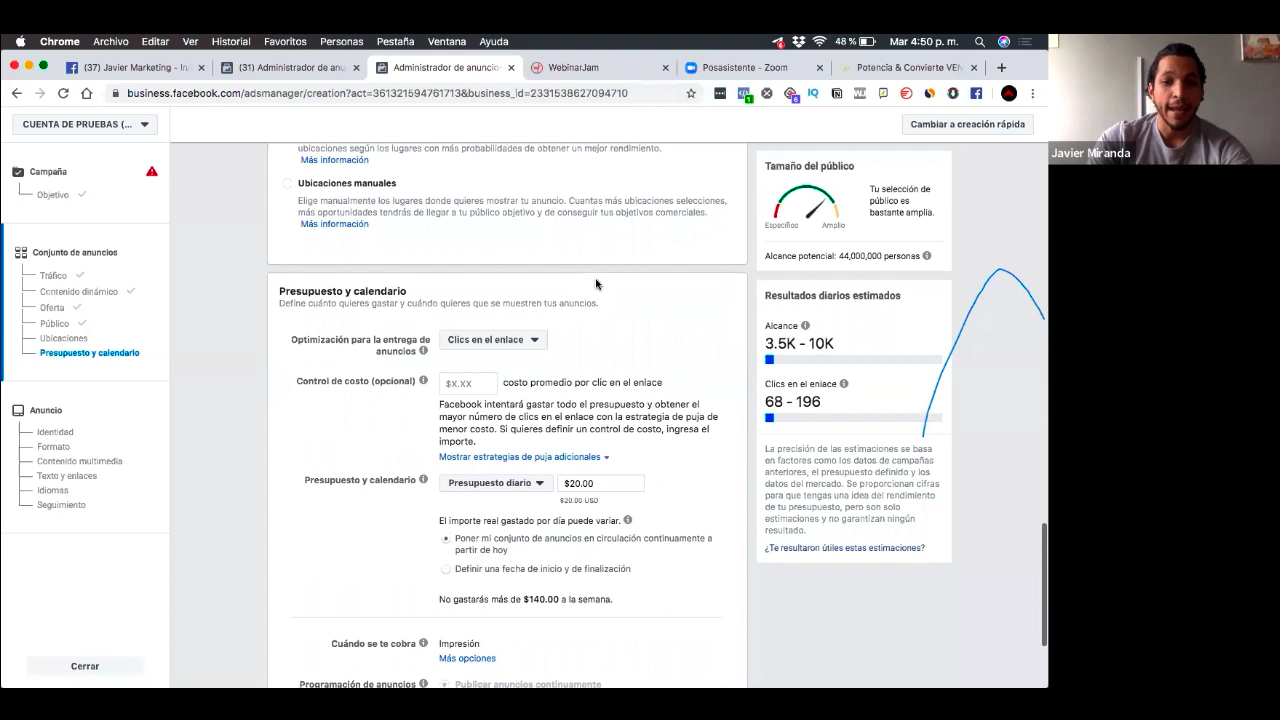 Chrome Archivo Editar Ver Historial Favoritos Personas Pestaña Ventana Ayuda 48 % Mar 4:50 p. m.
(37) Javier Marketing - In (31) Administrador de anuncio Administrador de anuncio WebinarJam Posasistente - Zoom Potencia & Convierte VEN
business.facebook.com/adsmanager/creation?act=361321594761713&business_id=2331538627094710
CUENTA DE PRUEBAS (...
Cambiar a creación rápida
Javier Miranda
Campaña
Objetivo
Conjunto de anuncios
Tráfico
Contenido dinámico
Oferta
Público
Ubicaciones
Presupuesto y calendario
Anuncio
Identidad
Formato
Contenido multimedia
Texto y enlaces
Idiomas
Seguimiento
Cerrar
ubicaciones según los lugares con más probabilidades de obtener un mejor rendimiento.
Más información
Ubicaciones manuales
Elige manualmente los lugares donde quieres mostrar tu anuncio. Cuantas más ubicaciones selecciones,
más oportunidades tendrás de llegar a tu público objetivo y de conseguir tus objetivos comerciales.
Más información
Presupuesto y calendario
Define cuánto quieres gastar y cuándo quieres que se muestren tus anuncios.
Optimización para la entrega de
anuncios
Clics en el enlace
Control de costo (opcional)
$X.XX costo promedio por clic en el enlace
Facebook intentará gastar todo el presupuesto y obtener el
mayor número de clics en el enlace con la estrategia de puja de
menor costo. Si quieres definir un control de costo, ingresa el
importe.
Mostrar estrategias de puja adicionales
Presupuesto y calendario
Presupuesto diario $20.00
$20.00 USD
El importe real gastado por día puede variar.
Poner mi conjunto de anuncios en circulación continuamente a
partir de hoy
Definir una fecha de inicio y de finalización
No gastarás más de $140.00 a la semana.
Cuándo se te cobra Impresión
Más opciones
Programación de anuncios Publicar anuncios continuamente
Tamaño del público
Tu selección de
público es
bastante amplia.
Específico Amplio
Alcance potencial: 44,000,000 personas
Resultados diarios estimados
Alcance
3.5K - 10K
Clics en el enlace
68 - 196
La precisión de las estimaciones se basa
en factores como los datos de campañas
anteriores, el presupuesto definido y los
datos del mercado. Se proporcionan cifras
para que tengas una idea del rendimiento
de tu presupuesto, pero son solo
estimaciones y no garantizan ningún
resultado.
¿Te resultaron útiles estas estimaciones?